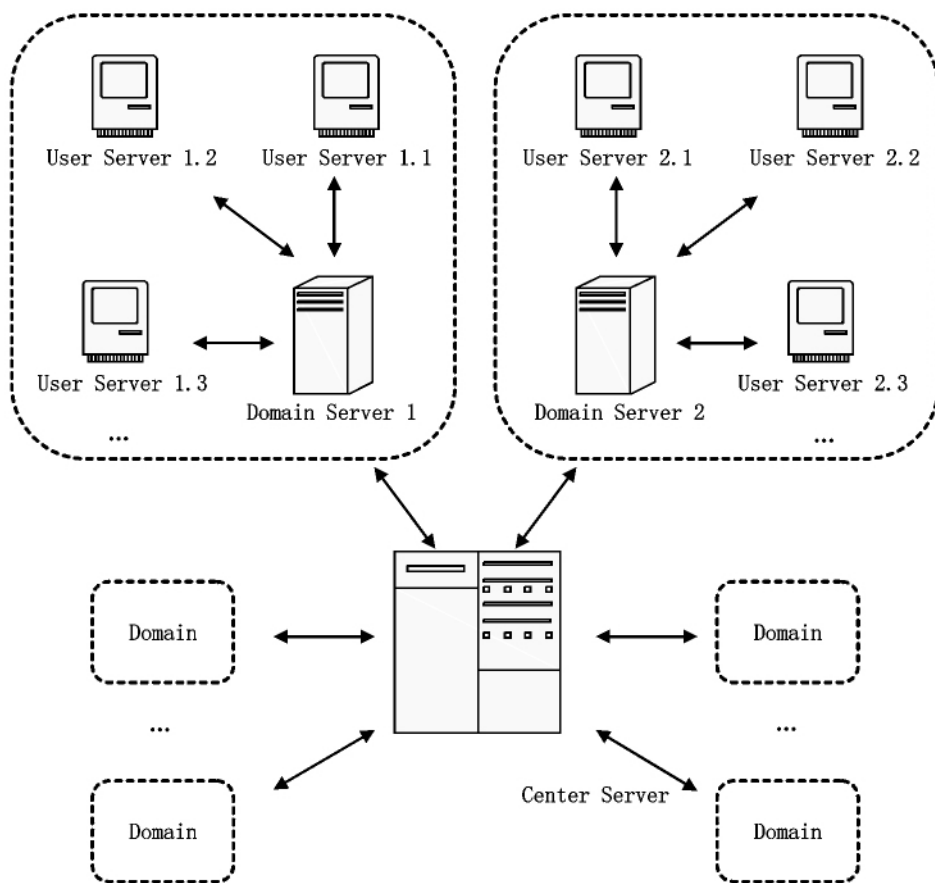 User Server 1.2
User Server 1.1
User Server 1.3
Domain Server 1
...
User Server 2.1
User Server 2.2
Domain Server 2
User Server 2.3
...
Domain
Domain
...
...
Center Server
Domain
Domain